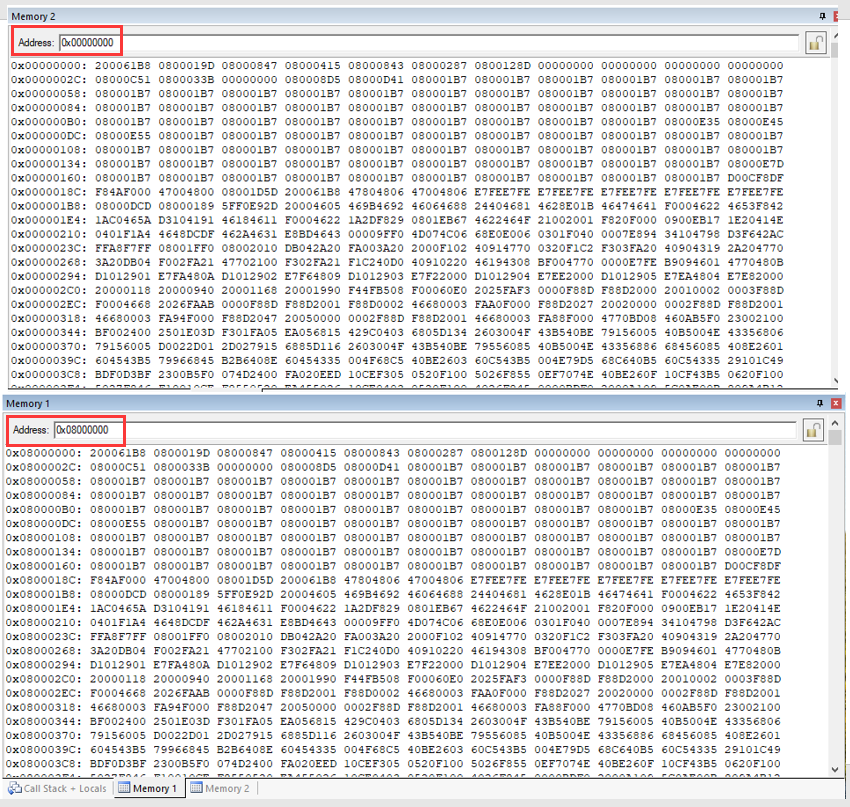 Memory 2
Address: 0x00000000
0x00000000: 200061B8 0800019D 08000847 08000415 08000843 08000287 0800128D 00000000 00000000 00000000 00000000
0x0000002C: 08000C51 0800033B 00000000 080008D5 08000D41 080001B7 080001B7 080001B7 080001B7 080001B7 080001B7
0x00000058: 080001B7 080001B7 080001B7 080001B7 080001B7 080001B7 080001B7 080001B7 080001B7 080001B7 080001B7
0x00000084: 080001B7 080001B7 080001B7 080001B7 080001B7 080001B7 080001B7 080001B7 080001B7 080001B7 080001B7
0x000000B0: 080001B7 080001B7 080001B7 080001B7 080001B7 080001B7 080001B7 080001B7 080001B7 08000E35 08000E45
0x000000DC: 08000E55 080001B7 080001B7 080001B7 080001B7 080001B7 080001B7 080001B7 080001B7 080001B7 080001B7
0x00000108: 080001B7 080001B7 080001B7 080001B7 080001B7 080001B7 080001B7 080001B7 080001B7 080001B7 080001B7
0x00000134: 080001B7 080001B7 080001B7 080001B7 080001B7 080001B7 080001B7 080001B7 080001B7 080001B7 08000E7D
0x00000160: 080001B7 080001B7 080001B7 080001B7 080001B7 080001B7 080001B7 080001B7 080001B7 080001B7 D00CF8DF
0x0000018C: F84AF000 47004800 08001D5D 200061B8 47804806 47004806 E7FEE7FE E7FEE7FE E7FEE7FE E7FEE7FE E7FEE7FE
0x000001B8: 08000DCD 08000189 5FF0E92D 20004605 469B4692 46064688 24404681 4628E01B 46474641 F0004622 4653F842
0x000001E4: 1AC0465A D3104191 46184611 F0004622 1A2DF829 0801EB67 4622464F 21002001 F820F000 0900EB17 1E20414E
0x00000210: 0401F1A4 4648DCDF 462A4631 E8BD4643 00009FF0 4D074C06 68E0E006 0301F040 0007E894 34107498 D3F642AC
0x0000023C: FFA8F7FF 08001FF0 08002010 DB042A20 FA003A20 2000F102 40914770 0320F1C2 F303FA20 40904319 2A204770
0x00000268: 3A20DB04 F002FA21 47702100 F302FA21 F1C240D0 40910220 46194308 BF004770 0000E7FE B9094601 4770480B
0x00000294: D1012901 E7FA480A D1012902 E7F64809 D1012903 E7F22000 D1012904 E7EE2000 D1012905 E7EA4804 E7E82000
0x000002C0: 20000118 20000940 20001168 20001990 F44FB508 F00060E0 2025FAF3 0000F88D F88D2000 20010002 0003F88D
0x000002EC: F0004668 2026FAAB 0000F88D F88D2001 F88D0002 46680003 FAA0F000 F88D2027 20020000 0002F88D F88D2001
0x00000318: 46680003 FA94F000 F88D2047 20050000 0002F88D F88D2001 46680003 FA88F000 4770BD08 460AB5F0 23002100
0x00000344: BF002400 2501E03D F301FA05 EA056815 429C0403 6805D134 2603004F 43B540BE 79156005 40B5004E 43356806
0x00000370: 79156005 D0022D01 2D027915 6885D116 2603004F 43B540BE 79556085 40B5004E 43356886 68456085 408E2601
0x0000039C: 604543B5 79966845 B2B6408E 60454335 004F68C5 40BE2603 60C543B5 004E79D5 68C640B5 60C54335 29101C49
0x000003C8: BDF0D3BF 2300B5F0 074D2400 FA020EED 10CEF305 0520F100 5026F855 0EF7074E 40BE260F 10CF43B5 0620F100
Memory 1
Address: 0x08000000
0x08000000: 200061B8 0800019D 08000847 08000415 08000843 08000287 0800128D 00000000 00000000 00000000 00000000
0x0800002C: 08000C51 0800033B 00000000 080008D5 08000D41 080001B7 080001B7 080001B7 080001B7 080001B7 080001B7
0x08000058: 080001B7 080001B7 080001B7 080001B7 080001B7 080001B7 080001B7 080001B7 080001B7 080001B7 080001B7
0x08000084: 080001B7 080001B7 080001B7 080001B7 080001B7 080001B7 080001B7 080001B7 080001B7 080001B7 080001B7
0x080000B0: 080001B7 080001B7 080001B7 080001B7 080001B7 080001B7 080001B7 080001B7 080001B7 08000E35 08000E45
0x080000DC: 08000E55 080001B7 080001B7 080001B7 080001B7 080001B7 080001B7 080001B7 080001B7 080001B7 080001B7
0x08000108: 080001B7 080001B7 080001B7 080001B7 080001B7 080001B7 080001B7 080001B7 080001B7 080001B7 080001B7
0x08000134: 080001B7 080001B7 080001B7 080001B7 080001B7 080001B7 080001B7 080001B7 080001B7 080001B7 08000E7D
0x08000160: 080001B7 080001B7 080001B7 080001B7 080001B7 080001B7 080001B7 080001B7 080001B7 080001B7 D00CF8DF
0x0800018C: F84AF000 47004800 08001D5D 200061B8 47804806 47004806 E7FEE7FE E7FEE7FE E7FEE7FE E7FEE7FE E7FEE7FE
0x080001B8: 08000DCD 08000189 5FF0E92D 20004605 469B4692 46064688 24404681 4628E01B 46474641 F0004622 4653F842
0x080001E4: 1AC0465A D3104191 46184611 F0004622 1A2DF829 0801EB67 4622464F 21002001 F820F000 0900EB17 1E20414E
0x08000210: 0401F1A4 4648DCDF 462A4631 E8BD4643 00009FF0 4D074C06 68E0E006 0301F040 0007E894 34107498 D3F642AC
0x0800023C: FFA8F7FF 08001FF0 08002010 DB042A20 FA003A20 2000F102 40914770 0320F1C2 F303FA20 40904319 2A204770
0x08000268: 3A20DB04 F002FA21 47702100 F302FA21 F1C240D0 40910220 46194308 BF004770 0000E7FE B9094601 4770480B
0x08000294: D1012901 E7FA480A D1012902 E7F64809 D1012903 E7F22000 D1012904 E7EE2000 D1012905 E7EA4804 E7E82000
0x080002C0: 20000118 20000940 20001168 20001990 F44FB508 F00060E0 2025FAF3 0000F88D F88D2000 20010002 0003F88D
0x080002EC: F0004668 2026FAAB 0000F88D F88D2001 F88D0002 46680003 FAA0F000 F88D2027 20020000 0002F88D F88D2001
0x08000318: 46680003 FA94F000 F88D2047 20050000 0002F88D F88D2001 46680003 FA88F000 4770BD08 460AB5F0 23002100
0x08000344: BF002400 2501E03D F301FA05 EA056815 429C0403 6805D134 2603004F 43B540BE 79156005 40B5004E 43356806
0x08000370: 79156005 D0022D01 2D027915 6885D116 2603004F 43B540BE 79556085 40B5004E 43356886 68456085 408E2601
0x0800039C: 604543B5 79966845 B2B6408E 60454335 004F68C5 40BE2603 60C543B5 004E79D5 68C640B5 60C54335 29101C49
0x080003C8: BDF0D3BF 2300B5F0 074D2400 FA020EED 10CEF305 0520F100 5026F855 0EF7074E 40BE260F 10CF43B5 0620F100
Call Stack + Locals Memory 1 Memory 2